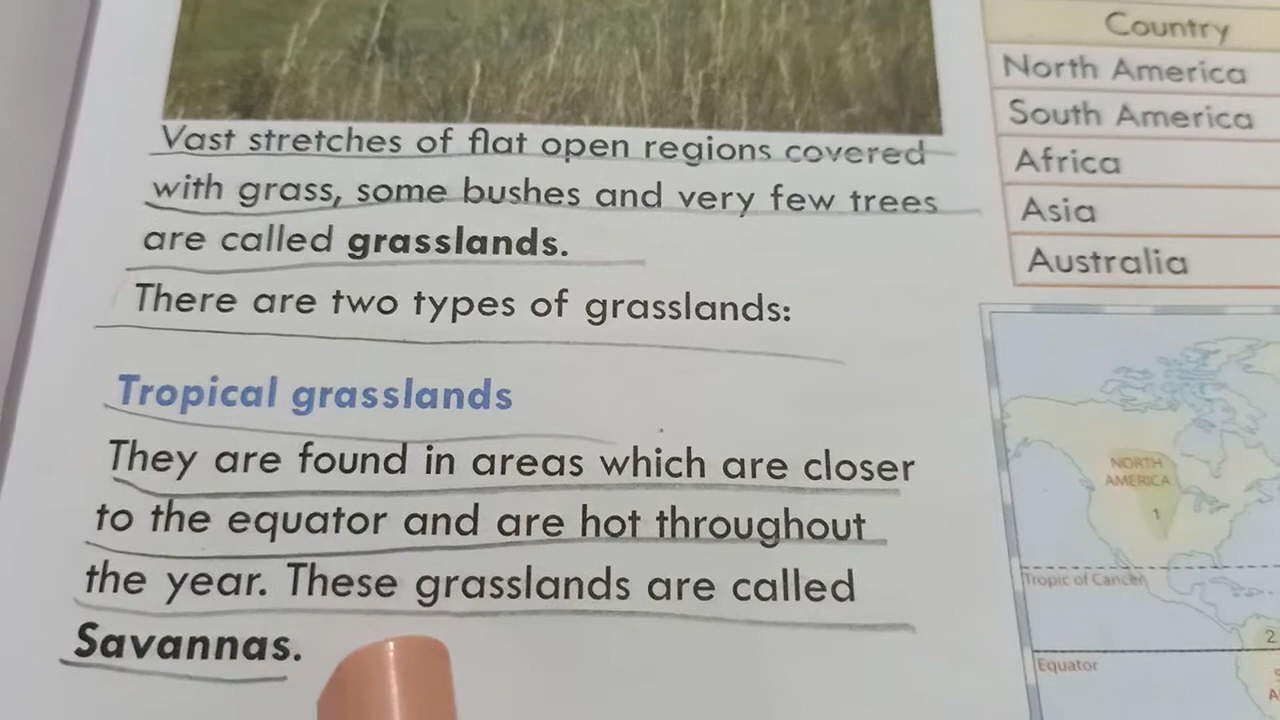 Vast stretches of flat open regions covered
with grass, some bushes and very few trees
are called grasslands.
There are two types of grasslands:
Tropical grasslands
They are found in areas which are closer
to the equator and are hot throughout
the year. These grasslands are called
Savannas.
Country
North America
South America
Africa
Asia
Australia
NORTH
AMERICA
1
Tropic of Cancer
2
Equator